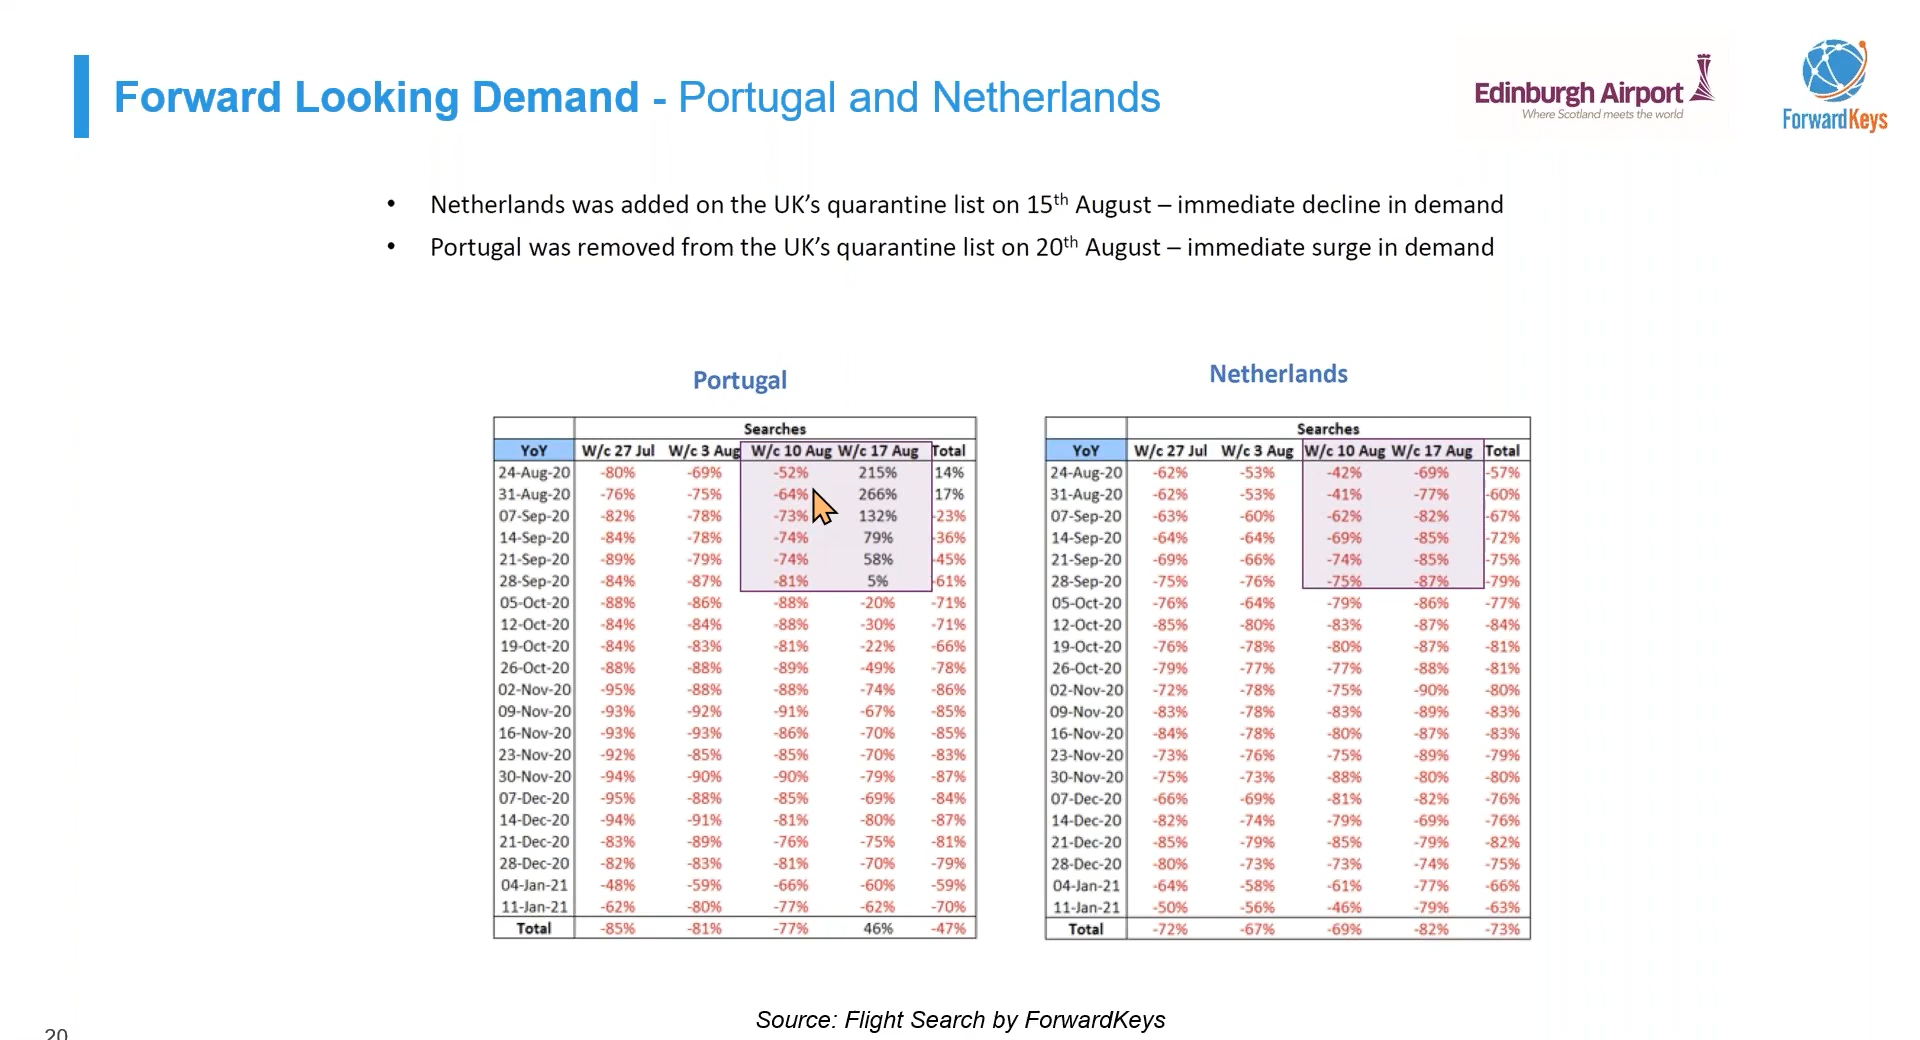 Forward Looking Demand - Portugal and Netherlands
Edinburgh Airport
Where Scotland meets the world
ForwardKeys
• Netherlands was added on the UK’s quarantine list on 15th August – immediate decline in demand
• Portugal was removed from the UK’s quarantine list on 20th August – immediate surge in demand
Portugal
Searches
YoY W/c 27 Jul W/c 3 Aug W/c 10 Aug W/c 17 Aug Total
24-Aug-20 -80% -69% -52% 215% 14%
31-Aug-20 -76% -75% -64% 266% 17%
07-Sep-20 -82% -78% -73% 132% -23%
14-Sep-20 -84% -78% -74% 79% -36%
21-Sep-20 -89% -79% -74% 58% -45%
28-Sep-20 -84% -87% -81% 5% -61%
05-Oct-20 -88% -86% -88% -20% -71%
12-Oct-20 -84% -84% -88% -30% -71%
19-Oct-20 -84% -83% -81% -22% -66%
26-Oct-20 -88% -88% -89% -49% -78%
02-Nov-20 -95% -88% -88% -74% -86%
09-Nov-20 -93% -92% -91% -67% -85%
16-Nov-20 -93% -93% -86% -70% -85%
23-Nov-20 -92% -85% -85% -70% -83%
30-Nov-20 -94% -90% -90% -79% -87%
07-Dec-20 -95% -88% -85% -69% -84%
14-Dec-20 -94% -91% -81% -80% -87%
21-Dec-20 -83% -89% -76% -75% -81%
28-Dec-20 -82% -83% -81% -70% -79%
04-Jan-21 -48% -59% -66% -60% -59%
11-Jan-21 -62% -80% -77% -62% -70%
Total -85% -81% -77% 46% -47%
Netherlands
Searches
YoY W/c 27 Jul W/c 3 Aug W/c 10 Aug W/c 17 Aug Total
24-Aug-20 -62% -53% -42% -69% -57%
31-Aug-20 -62% -53% -41% -77% -60%
07-Sep-20 -63% -60% -62% -82% -67%
14-Sep-20 -64% -64% -69% -85% -72%
21-Sep-20 -69% -66% -74% -85% -75%
28-Sep-20 -75% -76% -75% -87% -79%
05-Oct-20 -76% -64% -79% -86% -77%
12-Oct-20 -85% -80% -83% -87% -84%
19-Oct-20 -76% -78% -80% -87% -81%
26-Oct-20 -79% -77% -77% -88% -81%
02-Nov-20 -72% -78% -75% -90% -80%
09-Nov-20 -83% -78% -83% -89% -83%
16-Nov-20 -84% -78% -80% -87% -83%
23-Nov-20 -73% -76% -75% -89% -79%
30-Nov-20 -75% -73% -88% -80% -80%
07-Dec-20 -66% -69% -81% -82% -76%
14-Dec-20 -82% -74% -79% -69% -76%
21-Dec-20 -85% -79% -85% -79% -82%
28-Dec-20 -80% -73% -73% -74% -75%
04-Jan-21 -64% -58% -61% -77% -66%
11-Jan-21 -50% -56% -46% -79% -63%
Total -72% -67% -69% -82% -73%
Source: Flight Search by ForwardKeys
20